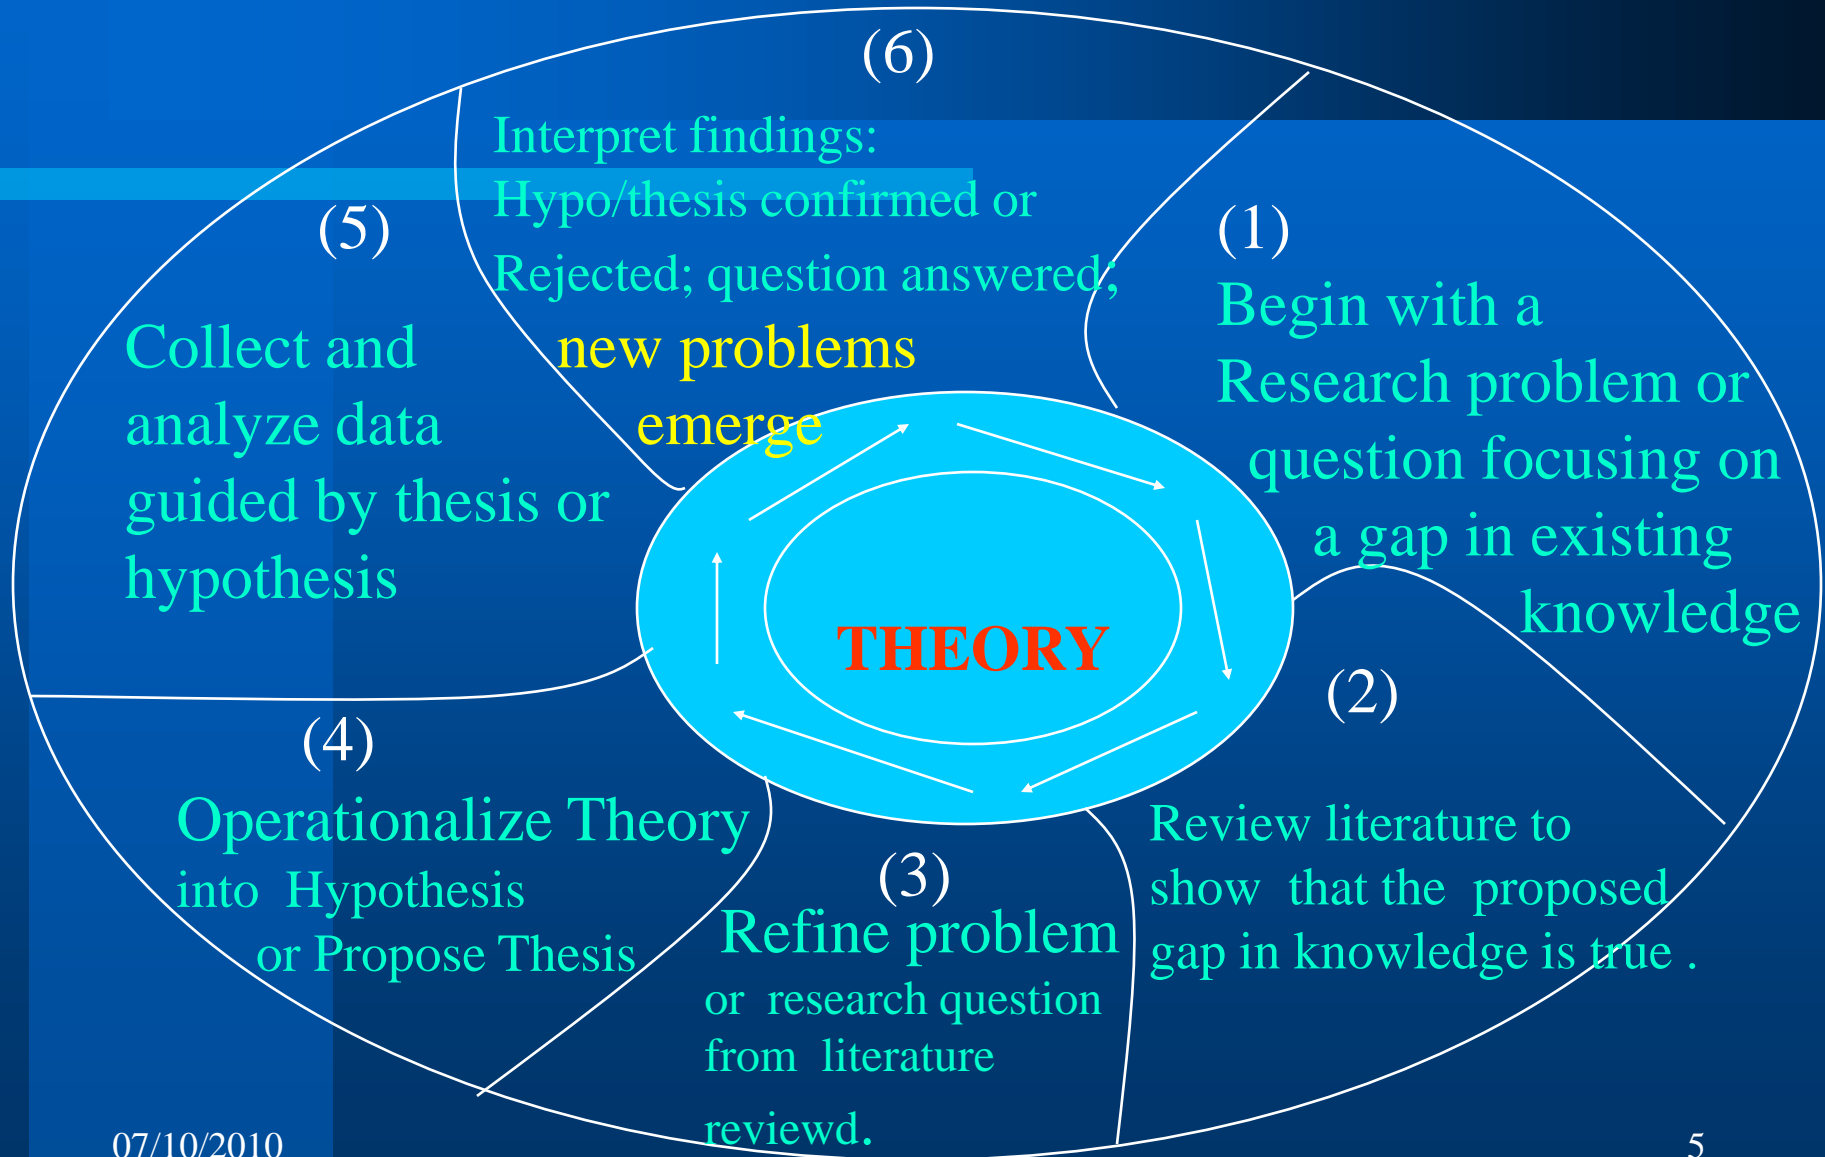 (6)
Interpret findings:
Hypo/thesis confirmed or
Rejected; question answered;
new problems
emerge
(1)
Begin with a
Research problem or
question focusing on
a gap in existing
knowledge
(2)
Review literature to
show that the proposed
gap in knowledge is true .
(3)
Refine problem
or research question
from literature
reviewd.
(4)
Operationalize Theory
into Hypothesis
or Propose Thesis
(5)
Collect and
analyze data
guided by thesis or
hypothesis
THEORY
07/10/2010
5